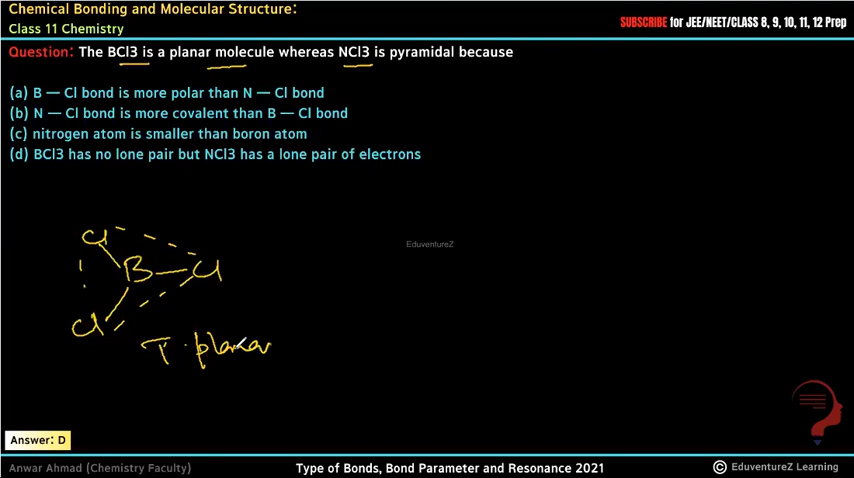 Chemical Bonding and Molecular Structure:
Class 11 Chemistry
SUBSCRIBE for JEE/NEET/CLASS 8, 9, 10, 11, 12 Prep
Question: The BCl3 is a planar molecule whereas NCl3 is pyramidal because
(a) B — Cl bond is more polar than N — Cl bond
(b) N — Cl bond is more covalent than B — Cl bond
(c) nitrogen atom is smaller than boron atom
(d) BCl3 has no lone pair but NCl3 has a lone pair of electrons
Cl
EduventureZ
B — Cl
Cl
T. planar
Answer: D
Anwar Ahmad (Chemistry Faculty)
Type of Bonds, Bond Parameter and Resonance 2021
© EduventureZ Learning